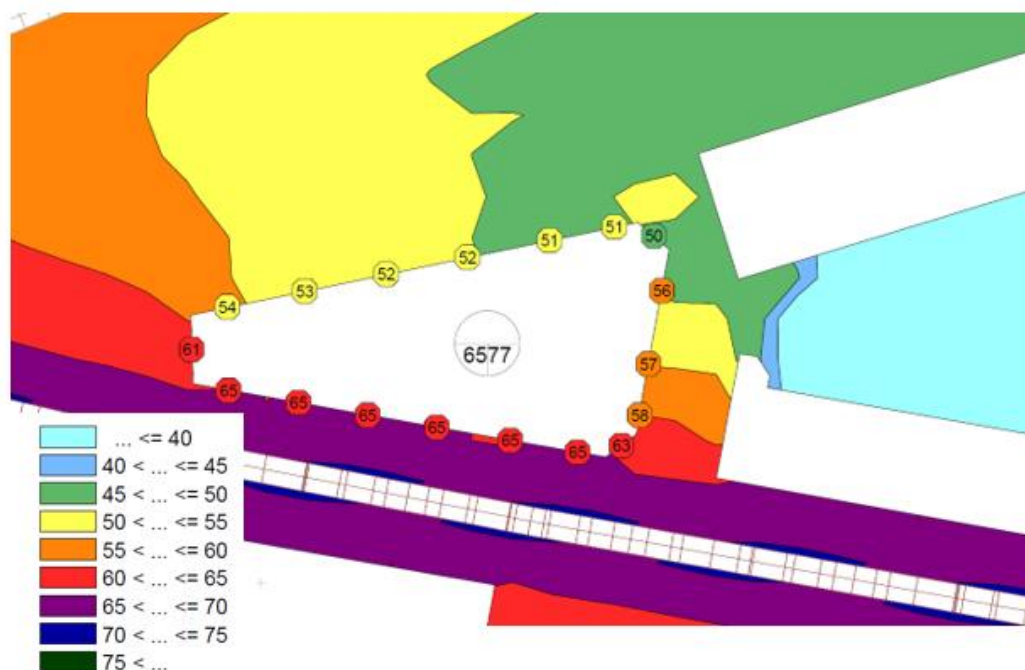 51
50
51
52
52
56
53
54
61
6577
57
65
65
65
58
65
65
65
63
... <= 40
40 < ... <= 45
45 < ... <= 50
50 < ... <= 55
55 < ... <= 60
60 < ... <= 65
65 < ... <= 70
70 < ... <= 75
75 < ...